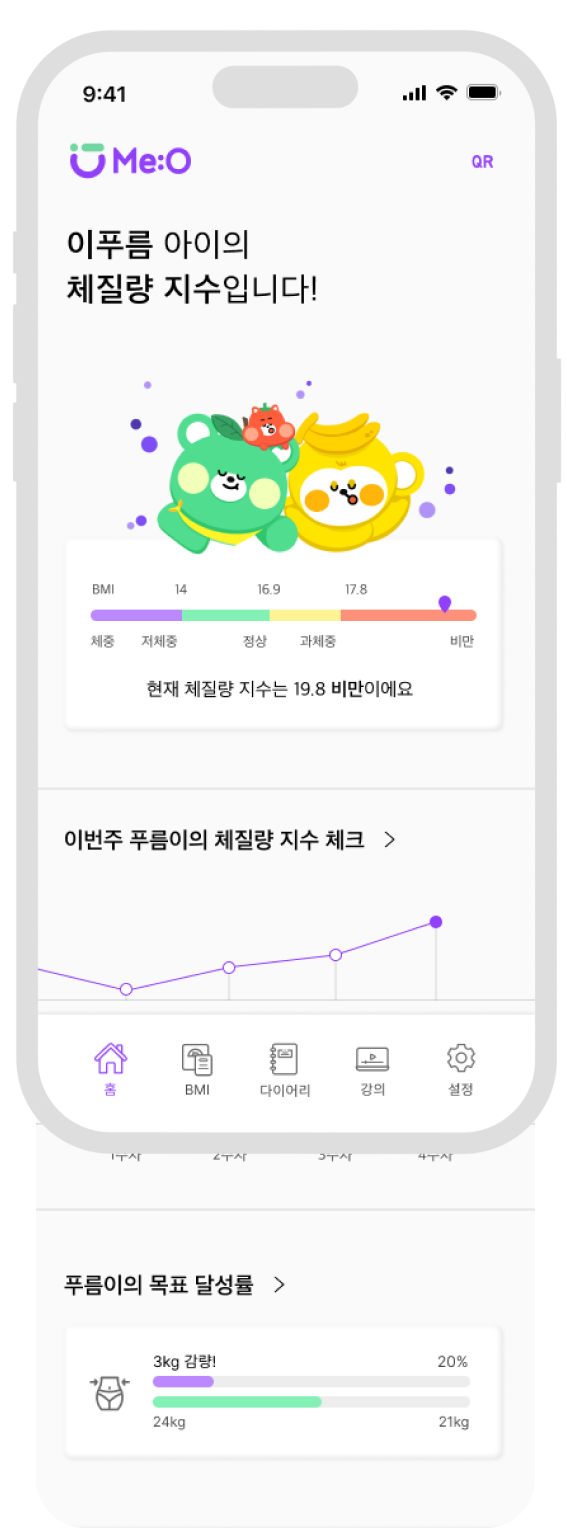 9:41
Me:O
QR
이푸름 아이의
체질량 지수입니다!
BMI 14 16.9 17.8
체중 저체중 정상 과체중 비만
현재 체질량 지수는 19.8 비만이에요
이번주 푸름이의 체질량 지수 체크 >
홈 BMI 다이어리 강의 설정
1주차 2주차 3주차 4주차
푸름이의 목표 달성률 >
3kg 감량! 20%
24kg 21kg